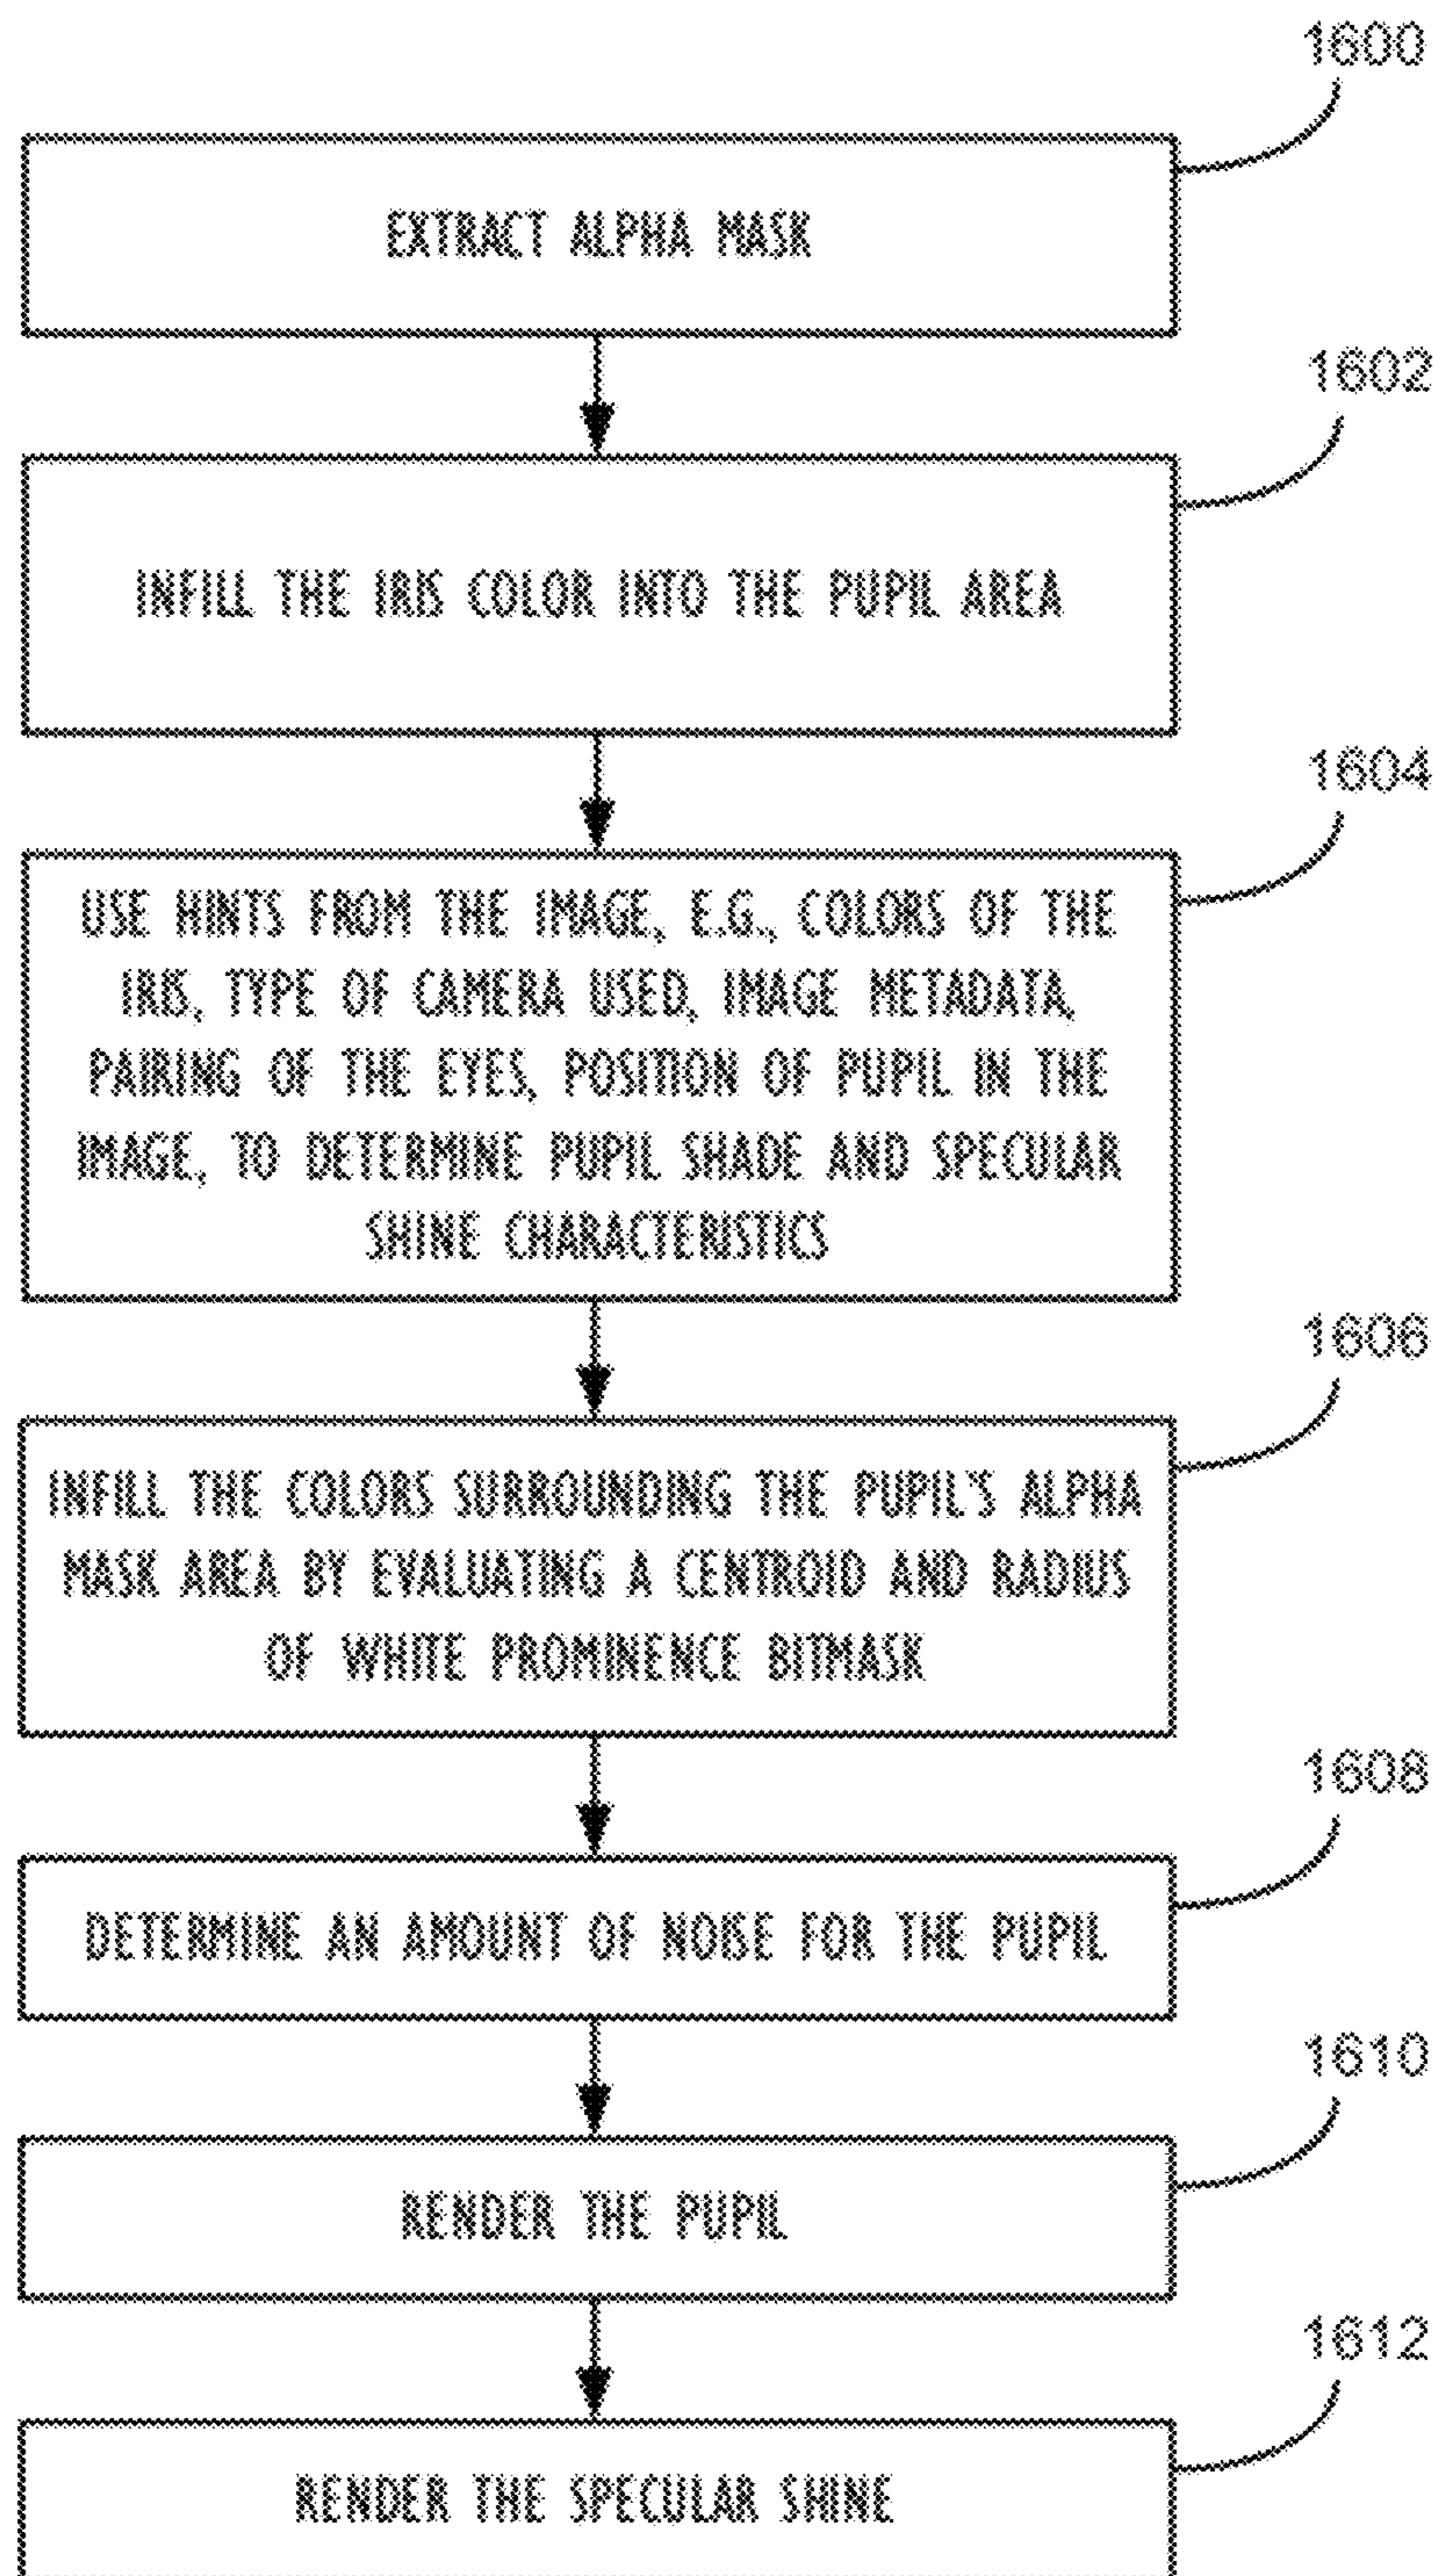 1600
EXTRACT ALPHA MASK
1602
INFILL THE IRIS COLOR INTO THE PUPIL AREA
1604
USE HINTS FROM THE IMAGE, E.G., COLORS OF THE
IRIS, TYPE OF CAMERA USED, IMAGE METADATA,
PAIRING OF THE EYES, POSITION OF PUPIL IN THE
IMAGE, TO DETERMINE PUPIL SHADE AND SPECULAR
SHINE CHARACTERISTICS
1606
INFILL THE COLORS SURROUNDING THE PUPIL'S ALPHA
MASK AREA BY EVALUATING A CENTROID AND RADIUS
OF WHITE PROMINENCE BITMASK
1608
DETERMINE AN AMOUNT OF NOISE FOR THE PUPIL
1610
RENDER THE PUPIL
1612
RENDER THE SPECULAR SHINE